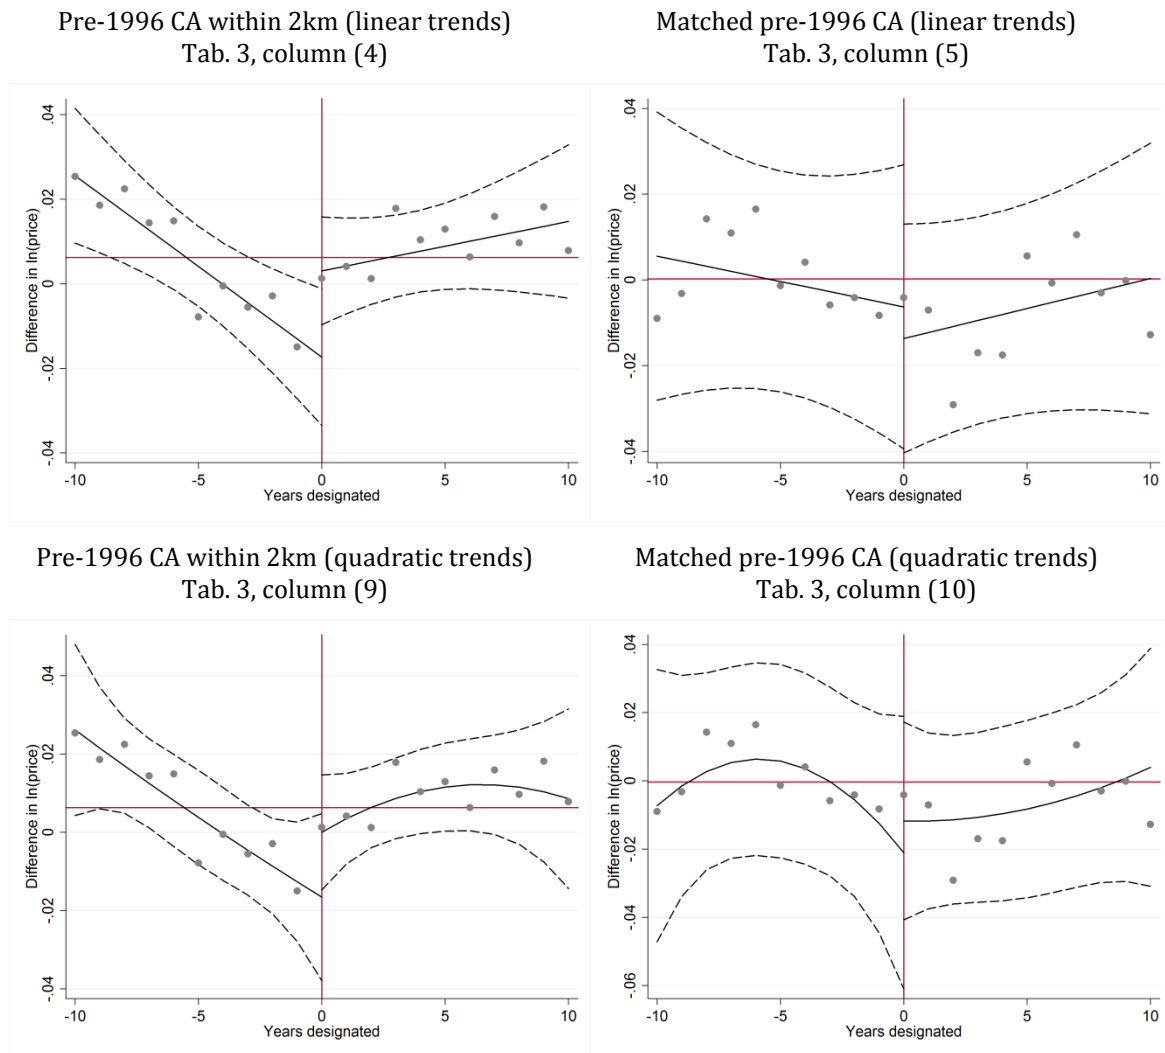 Pre-1996 CA within 2km (linear trends)
Tab. 3, column (4)
Difference in ln(price)
.04
.02
0
-.02
-.04
-10 -5 0 5 10
Years designated
Matched pre-1996 CA (linear trends)
Tab. 3, column (5)
Difference in ln(price)
.04
.02
0
-.02
-.04
-10 -5 0 5 10
Years designated
Pre-1996 CA within 2km (quadratic trends)
Tab. 3, column (9)
Difference in ln(price)
.04
.02
0
-.02
-.04
-10 -5 0 5 10
Years designated
Matched pre-1996 CA (quadratic trends)
Tab. 3, column (10)
Difference in ln(price)
.04
.02
0
-.02
-.04
-.06
-10 -5 0 5 10
Years designated